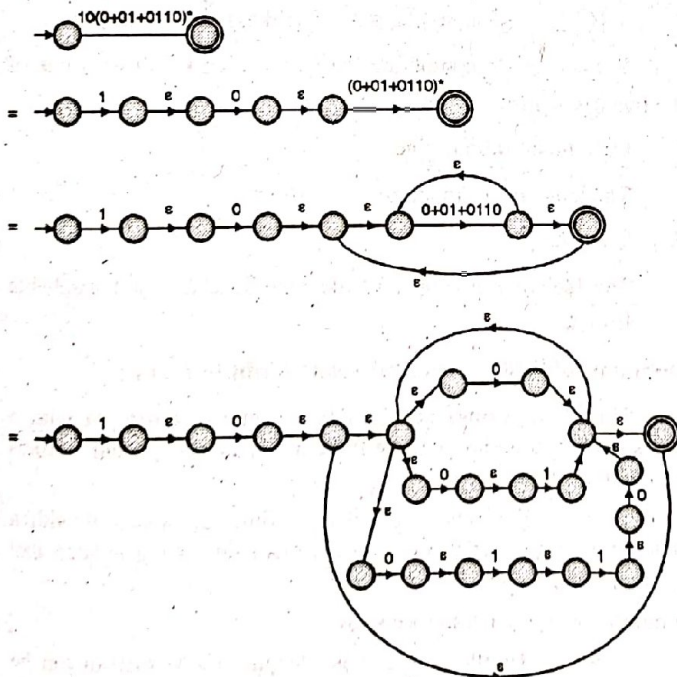 10(0+01+0110)*
(0+01+0110)*
= 1 ε 0 ε
ε
= 1 ε 0 ε ε 0+01+0110 ε
ε
ε
0
ε ε
= 1 ε 0 ε ε ε
ε 0 ε 1 ε
0
ε
0 ε 1 ε 1 ε
ε